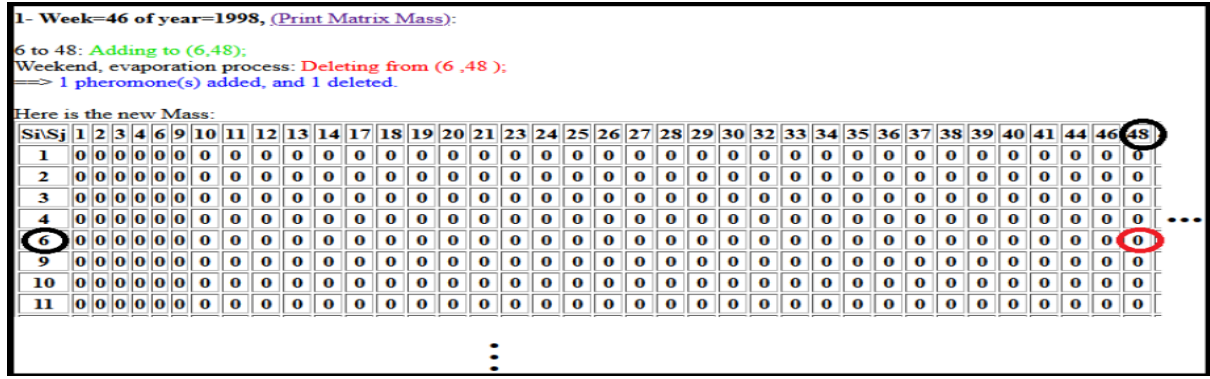 1- Week=46 of year=1998, (Print Matrix Mass):
6 to 48: Adding to (6,48);
Weekend, evaporation process: Deleting from (6 ,48 );
==> 1 pheromone(s) added, and 1 deleted.
Here is the new Mass:
Si\Sj 1 2 3 4 6 9 10 11 12 13 14 17 18 19 20 21 23 24 25 26 27 28 29 30 32 33 34 35 36 37 38 39 40 41 44 46 48
1 0 0 0 0 0 0 0 0 0 0 0 0 0 0 0 0 0 0 0 0 0 0 0 0 0 0 0 0 0 0 0 0 0 0 0 0 0
2 0 0 0 0 0 0 0 0 0 0 0 0 0 0 0 0 0 0 0 0 0 0 0 0 0 0 0 0 0 0 0 0 0 0 0 0 0
3 0 0 0 0 0 0 0 0 0 0 0 0 0 0 0 0 0 0 0 0 0 0 0 0 0 0 0 0 0 0 0 0 0 0 0 0 0
4 0 0 0 0 0 0 0 0 0 0 0 0 0 0 0 0 0 0 0 0 0 0 0 0 0 0 0 0 0 0 0 0 0 0 0 0 0 ...
6 0 0 0 0 0 0 0 0 0 0 0 0 0 0 0 0 0 0 0 0 0 0 0 0 0 0 0 0 0 0 0 0 0 0 0 0 0
9 0 0 0 0 0 0 0 0 0 0 0 0 0 0 0 0 0 0 0 0 0 0 0 0 0 0 0 0 0 0 0 0 0 0 0 0 0
10 0 0 0 0 0 0 0 0 0 0 0 0 0 0 0 0 0 0 0 0 0 0 0 0 0 0 0 0 0 0 0 0 0 0 0 0 0
11 0 0 0 0 0 0 0 0 0 0 0 0 0 0 0 0 0 0 0 0 0 0 0 0 0 0 0 0 0 0 0 0 0 0 0 0 0